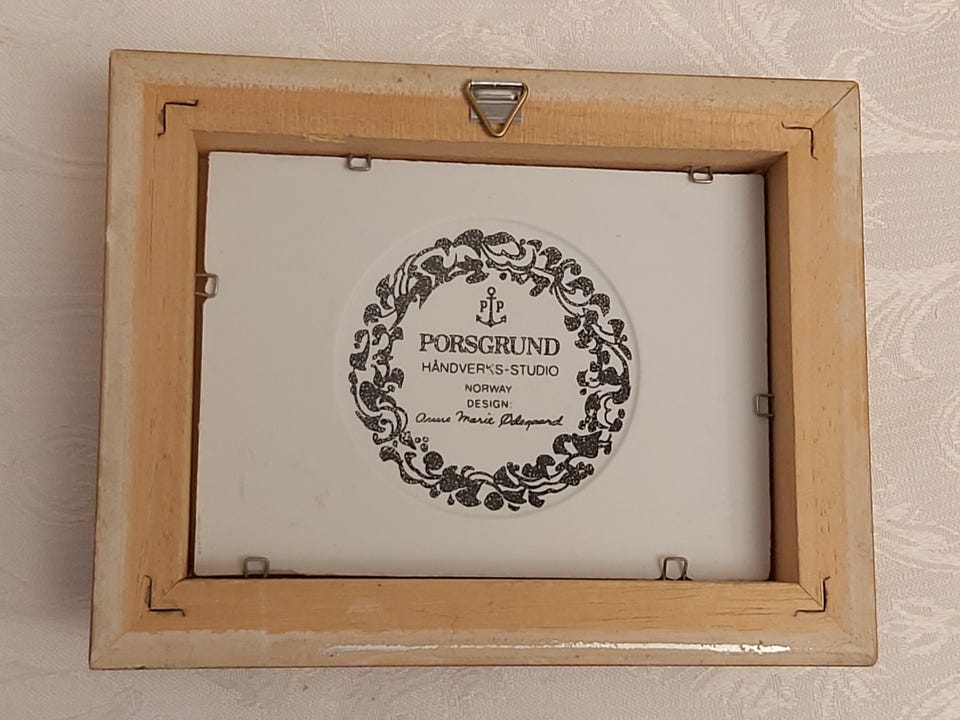 P P
PORSGRUND
HÅNDVERKS-STUDIO
NORWAY
DESIGN:
Anne Marie Ødegaard